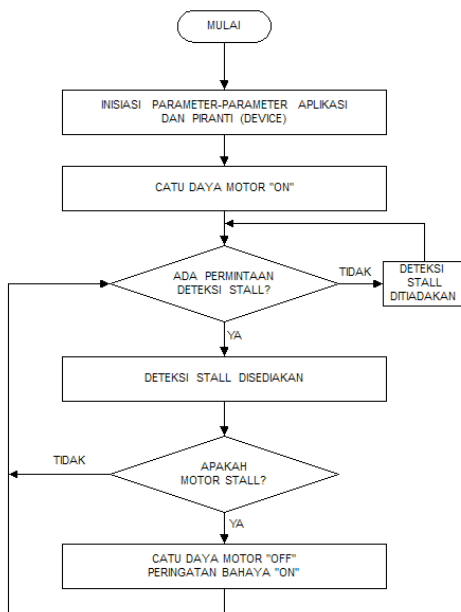 MULAI
INISIASI PARAMETER-PARAMETER APLIKASI
DAN PIRANTI (DEVICE)
CATU DAYA MOTOR "ON"
ADA PERMINTAAN
DETEKSI STALL?
TIDAK
DETEKSI
STALL
DITIADAKAN
YA
DETEKSI STALL DISEDIAKAN
TIDAK
APAKAH
MOTOR STALL?
YA
CATU DAYA MOTOR "OFF"
PERINGATAN BAHAYA "ON"